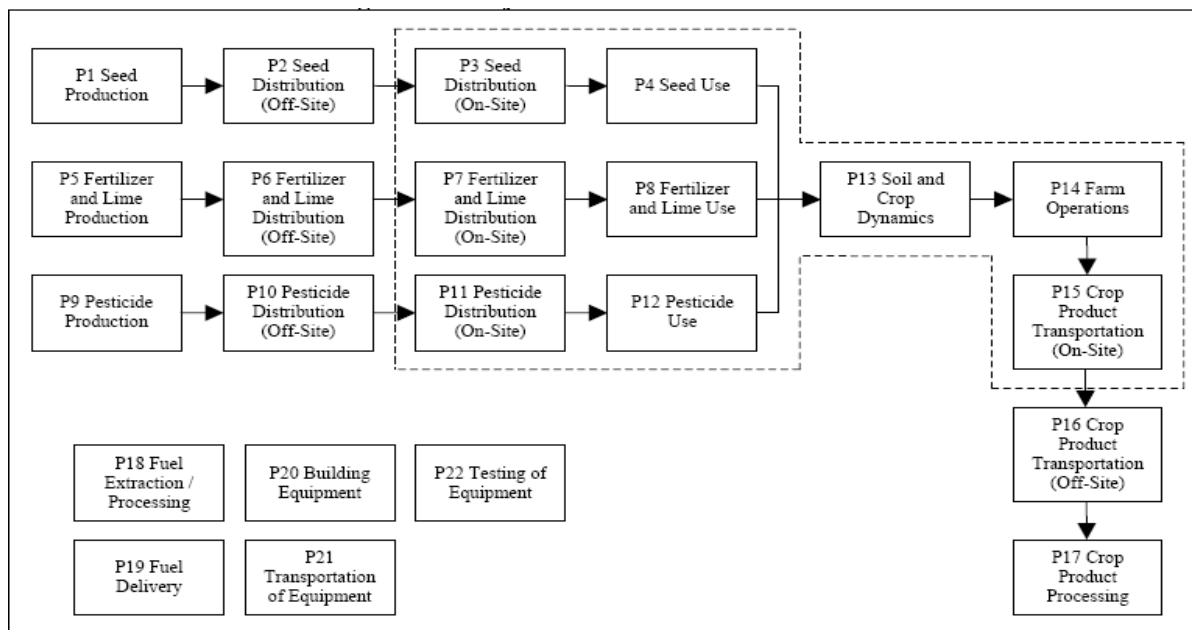 P1 Seed
Production
P2 Seed
Distribution
(Off-Site)
P3 Seed
Distribution
(On-Site)
P4 Seed Use
P5 Fertilizer
and Lime
Production
P6 Fertilizer
and Lime
Distribution
(Off-Site)
P7 Fertilizer
and Lime
Distribution
(On-Site)
P8 Fertilizer
and Lime Use
P13 Soil and
Crop
Dynamics
P14 Farm
Operations
P9 Pesticide
Production
P10 Pesticide
Distribution
(Off-Site)
P11 Pesticide
Distribution
(On-Site)
P12 Pesticide
Use
P15 Crop
Product
Transportation
(On-Site)
P16 Crop
Product
Transportation
(Off-Site)
P17 Crop
Product
Processing
P18 Fuel
Extraction /
Processing
P20 Building
Equipment
P22 Testing of
Equipment
P19 Fuel
Delivery
P21
Transportation
of Equipment